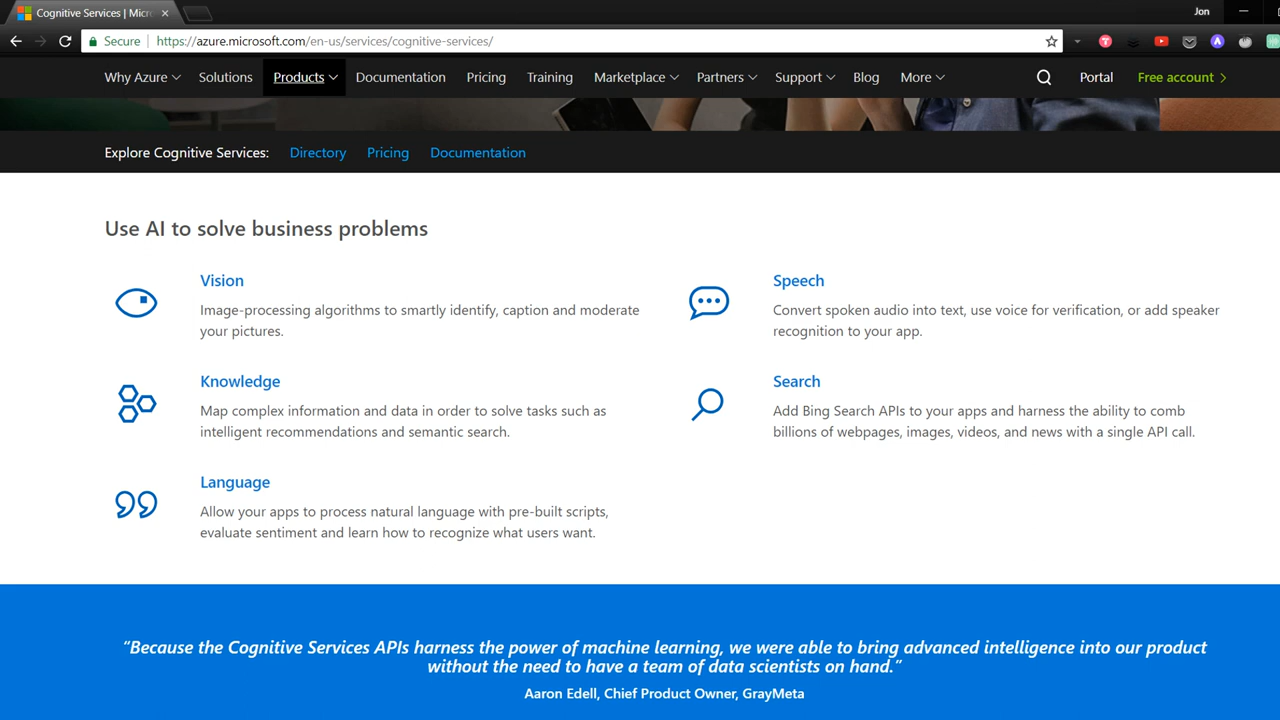 Cognitive Services | Micr
Jon
Secure
https://azure.microsoft.com/en-us/services/cognitive-services/
Why Azure Solutions Products Documentation Pricing Training Marketplace Partners Support Blog More Portal Free account
Explore Cognitive Services: Directory Pricing Documentation
Use AI to solve business problems
Vision
Image-processing algorithms to smartly identify, caption and moderate
your pictures.
Speech
Convert spoken audio into text, use voice for verification, or add speaker
recognition to your app.
Knowledge
Map complex information and data in order to solve tasks such as
intelligent recommendations and semantic search.
Search
Add Bing Search APIs to your apps and harness the ability to comb
billions of webpages, images, videos, and news with a single API call.
Language
Allow your apps to process natural language with pre-built scripts,
evaluate sentiment and learn how to recognize what users want.
“Because the Cognitive Services APIs harness the power of machine learning, we were able to bring advanced intelligence into our product
without the need to have a team of data scientists on hand.”
Aaron Edell, Chief Product Owner, GrayMeta